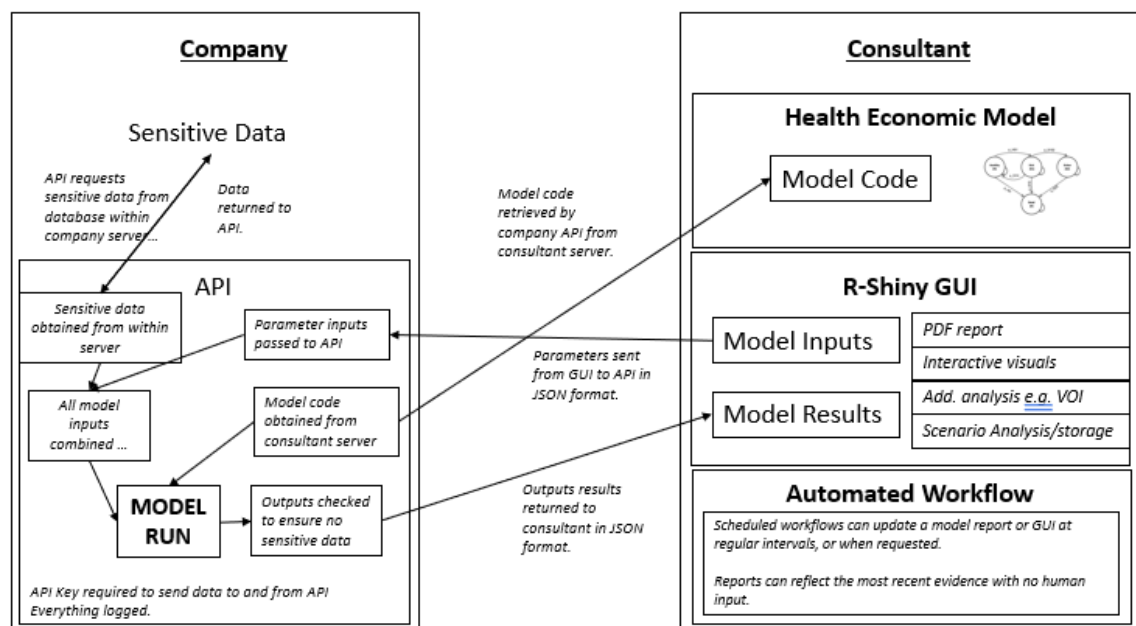 Company
Sensitive Data
API requests
sensitive data from
database within
company server…
Data
returned to
API.
API
Sensitive data
obtained from within
server
Parameter inputs
passed to API
All model
inputs
combined …
Model code
obtained from
consultant server
MODEL
RUN
Outputs checked
to ensure no
sensitive data
API Key required to send data to and from API
Everything logged.
Model code
retrieved by
company API from
consultant server.
Parameters sent
from GUI to API in
JSON format.
Outputs results
returned to
consultant in JSON
format.
Consultant
Health Economic Model
Model Code
R-Shiny GUI
Model Inputs
Model Results
PDF report
Interactive visuals
Add. analysis e.g. VOI
Scenario Analysis/storage
Automated Workflow
Scheduled workflows can update a model report or GUI at
regular intervals, or when requested.
Reports can reflect the most recent evidence with no human
input.